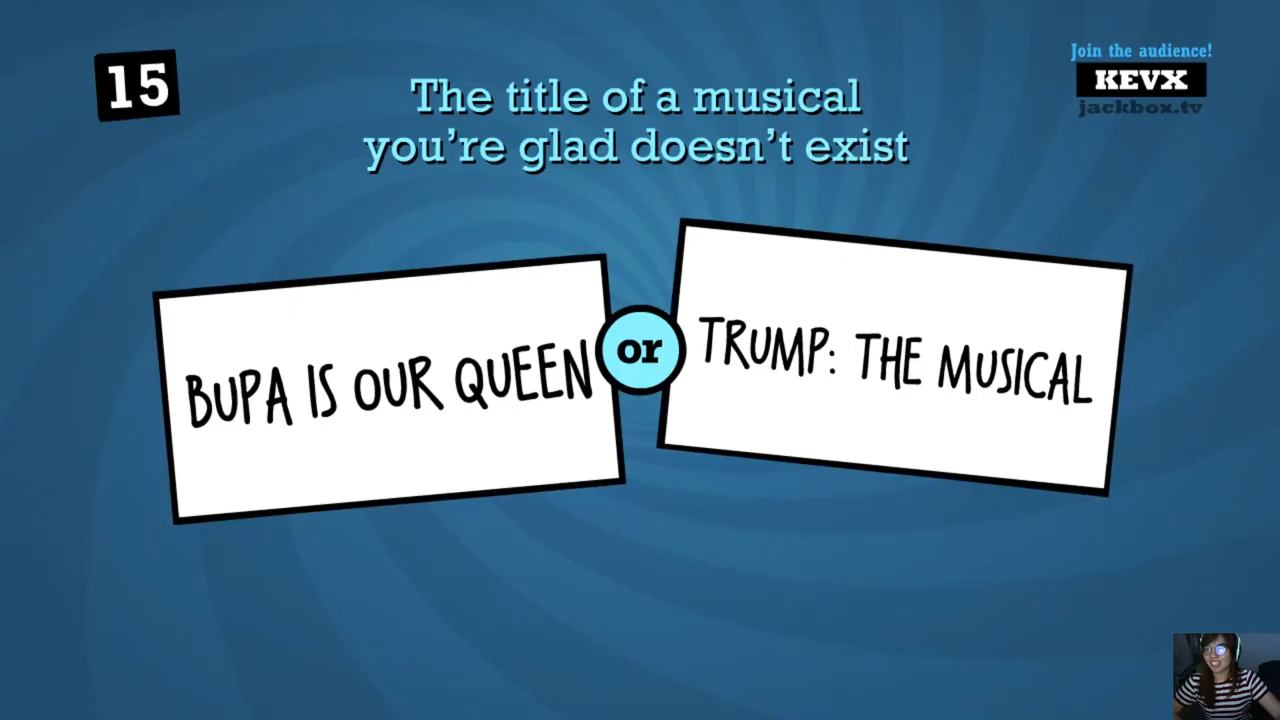 15
The title of a musical
you're glad doesn't exist
Join the audience!
KEVX
jackbox.tv
BUPA IS OUR QUEEN
or
TRUMP: THE MUSICAL